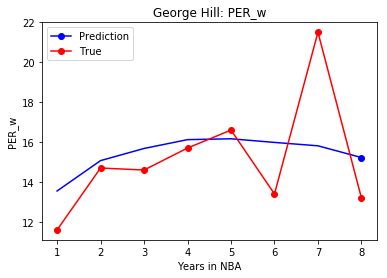 George Hill: PER_w
Prediction
True
22
20
18
16
14
12
PER_w
1 2 3 4 5 6 7 8
Years in NBA